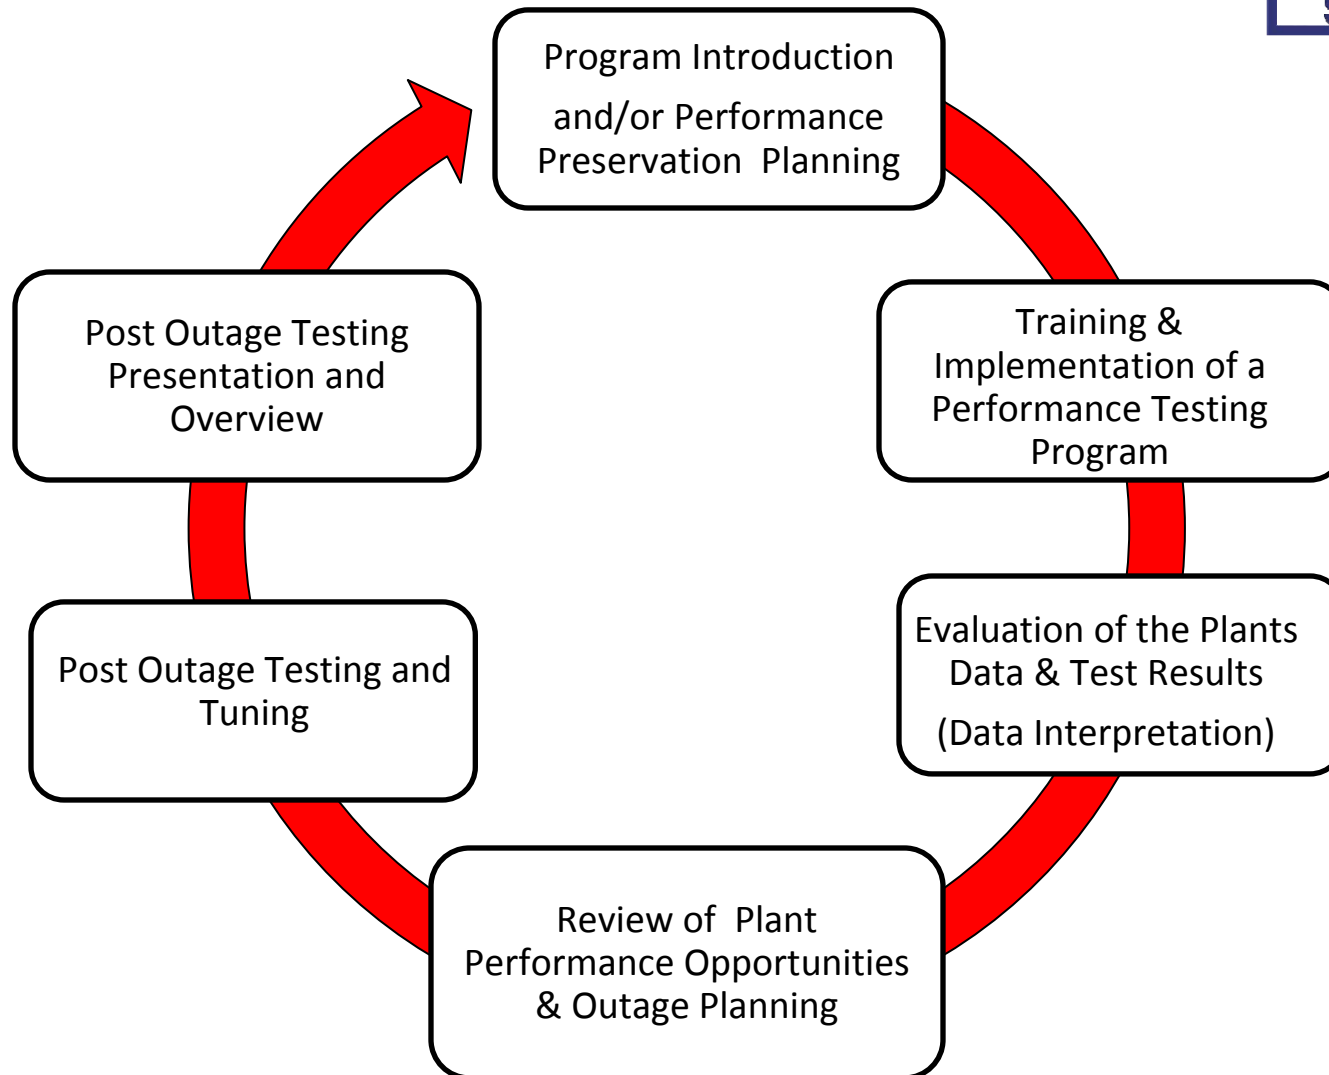 Program Introduction
and/or Performance
Preservation Planning
Training &
Implementation of a
Performance Testing
Program
Evaluation of the Plants
Data & Test Results
(Data Interpretation)
Review of Plant
Performance Opportunities
& Outage Planning
Post Outage Testing and
Tuning
Post Outage Testing
Presentation and
Overview